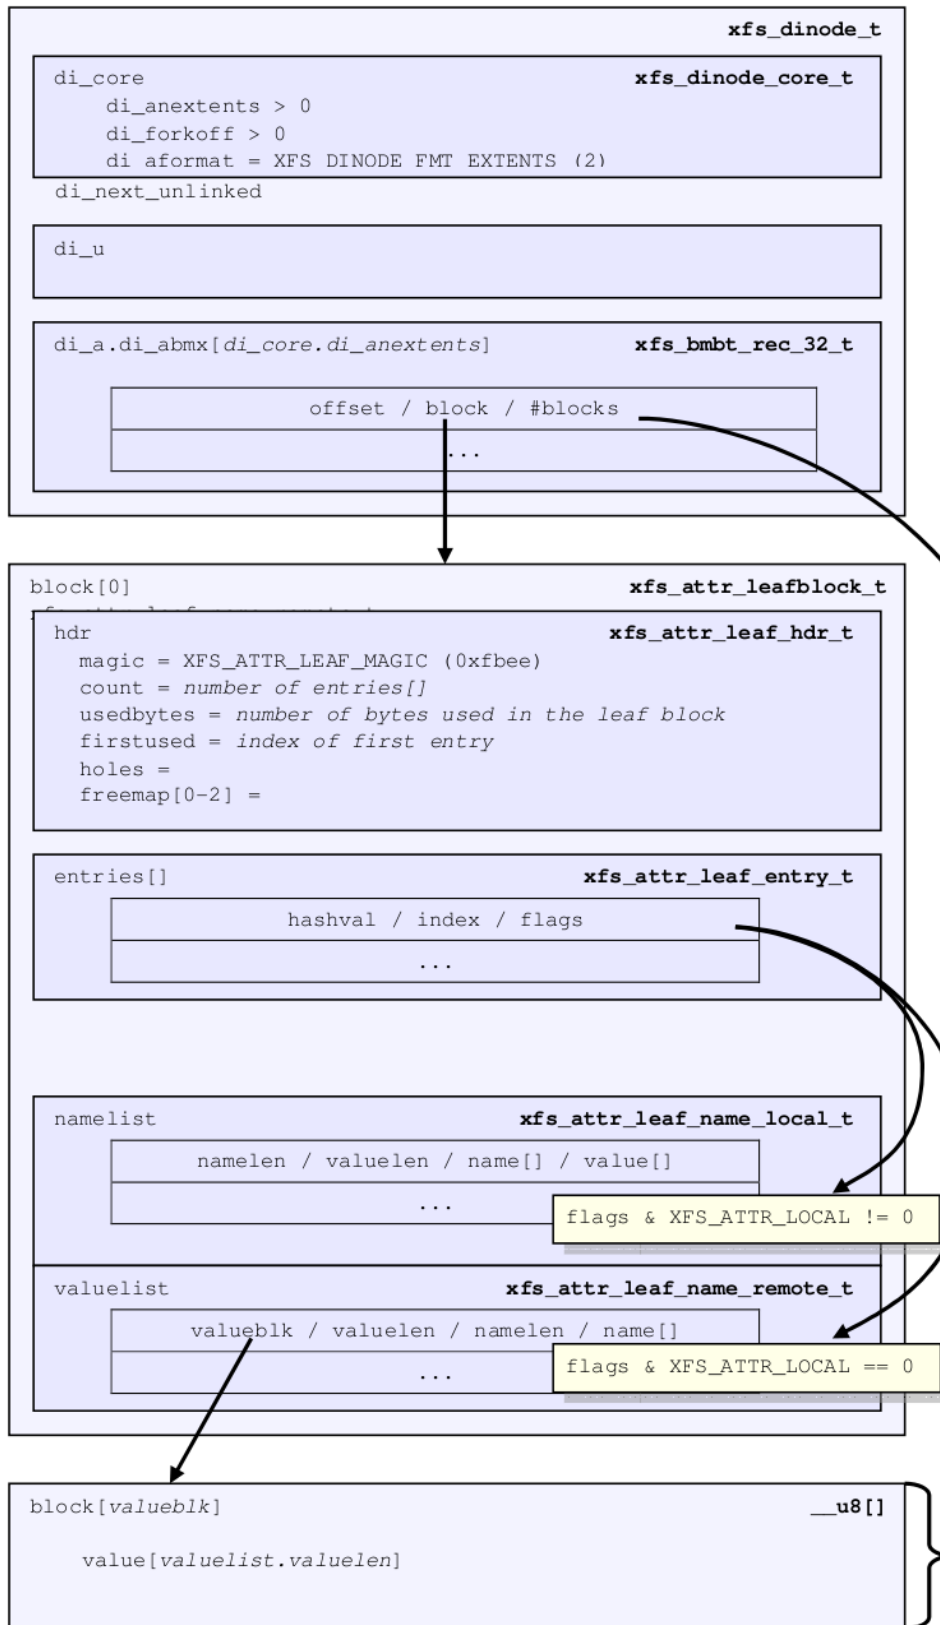 xfs_dinode_t
di_core xfs_dinode_core_t
di_anextents > 0
di_forkoff > 0
di_aformat = XFS_DINODE_FMT_EXTENTS (2)
di_next_unlinked
di_u
di_a.di_abmx[di_core.di_anextents] xfs_bmbt_rec_32_t
offset / block / #blocks
...
block[0] xfs_attr_leafblock_t
hdr xfs_attr_leaf_hdr_t
magic = XFS_ATTR_LEAF_MAGIC (0xfbee)
count = number of entries[]
usedbytes = number of bytes used in the leaf block
firstused = index of first entry
holes =
freemap[0-2] =
entries[] xfs_attr_leaf_entry_t
hashval / index / flags
...
namelist xfs_attr_leaf_name_local_t
namelen / valuelen / name[] / value[]
...
flags & XFS_ATTR_LOCAL != 0
valuelist xfs_attr_leaf_name_remote_t
valueblk / valuelen / namelen / name[]
...
flags & XFS_ATTR_LOCAL == 0
block[valueblk] __u8[]
value[valuelist.valuelen]